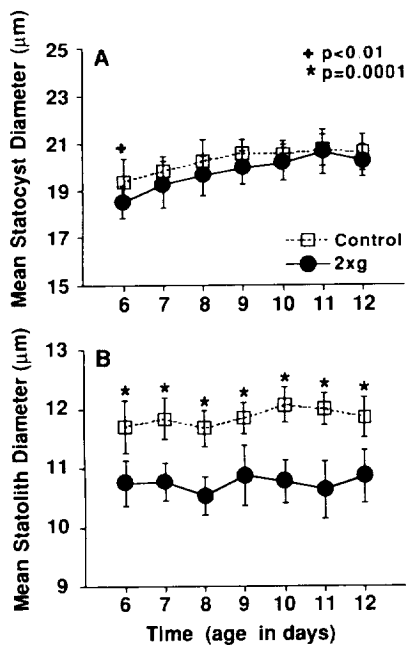 A
+ p<0.01
* p=0.0001
Mean Statocyst Diameter (µm)
25
23
21
19
17
15
+
Control
2xg
6 7 8 9 10 11 12
B
Mean Statolith Diameter (µm)
13
12
11
10
9
* * * * * * *
6 7 8 9 10 11 12
Time (age in days)